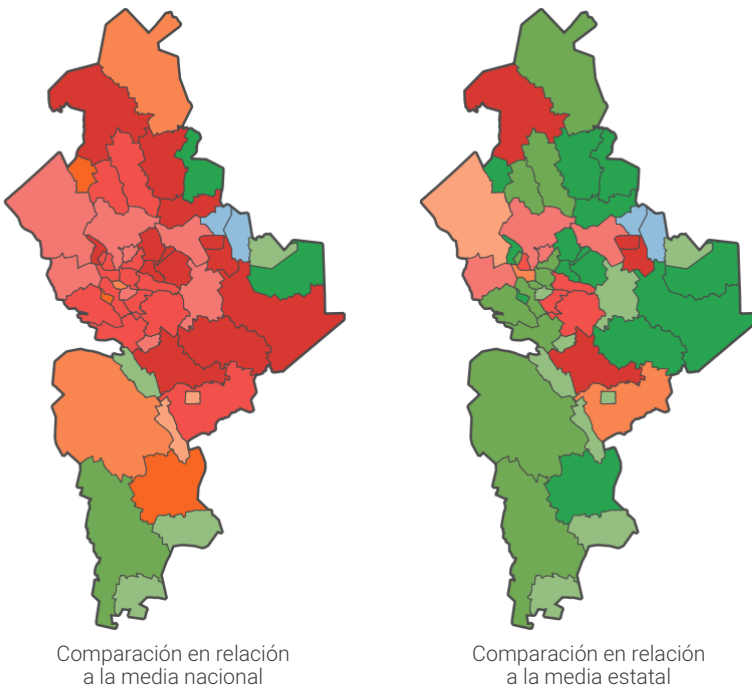 Comparación en relación
a la media nacional
Comparación en relación
a la media estatal